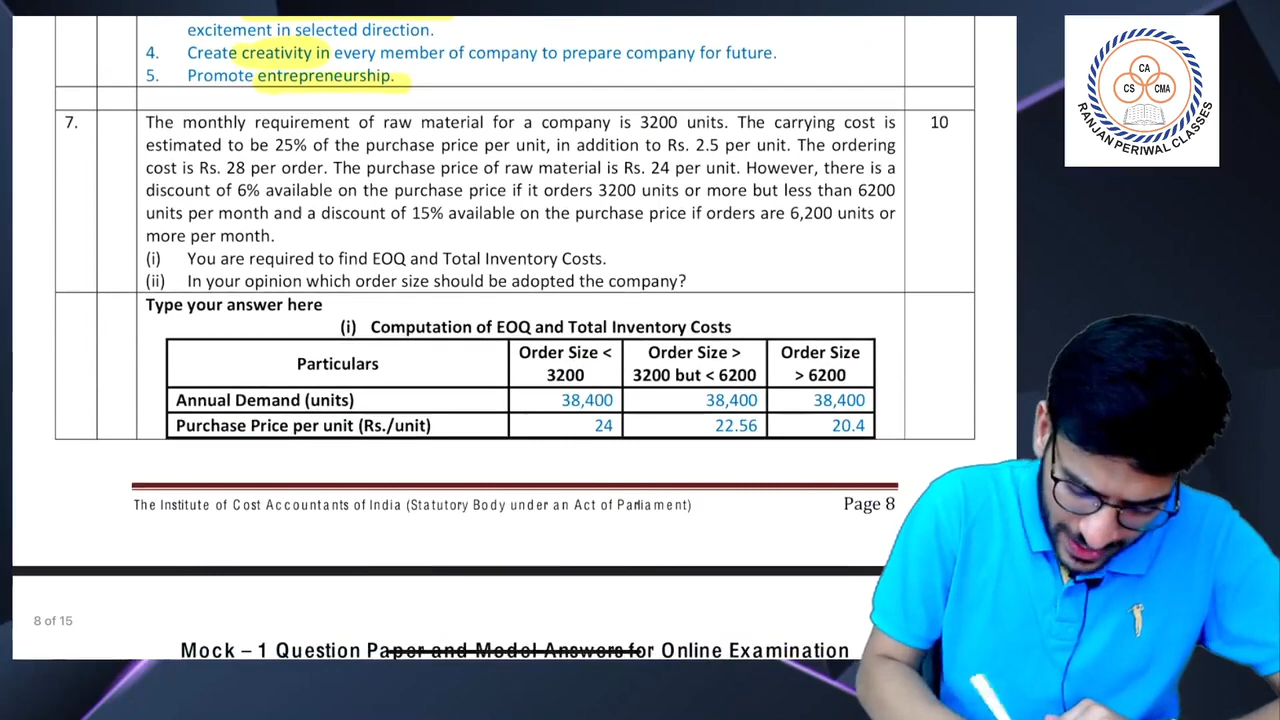 excitement in selected direction.
4. Create creativity in every member of company to prepare company for future.
5. Promote entrepreneurship.
7. The monthly requirement of raw material for a company is 3200 units. The carrying cost is 10
estimated to be 25% of the purchase price per unit, in addition to Rs. 2.5 per unit. The ordering
cost is Rs. 28 per order. The purchase price of raw material is Rs. 24 per unit. However, there is a
discount of 6% available on the purchase price if it orders 3200 units or more but less than 6200
units per month and a discount of 15% available on the purchase price if orders are 6,200 units or
more per month.
(i) You are required to find EOQ and Total Inventory Costs.
(ii) In your opinion which order size should be adopted the company?
Type your answer here
(i) Computation of EOQ and Total Inventory Costs
Particulars Order Size < 3200 Order Size > 3200 but < 6200 Order Size > 6200
Annual Demand (units) 38,400 38,400 38,400
Purchase Price per unit (Rs./unit) 24 22.56 20.4
The Institute of Cost Accountants of India (Statutory Body under an Act of Parliament) Page 8
8 of 15
Mock – 1 Question Paper and Model Answers for Online Examination
CA
CS CMA
RANJAN PERIWAL CLASSES